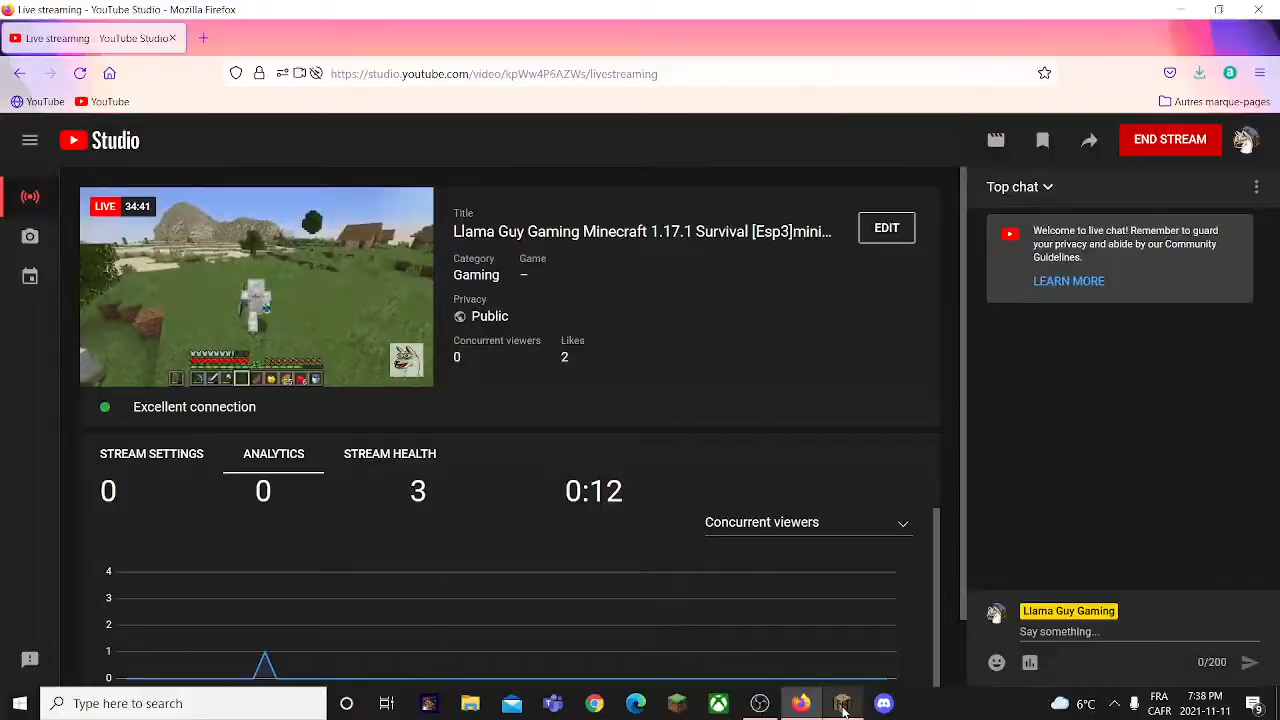 Live streaming - YouTube Studio - Mozilla Firefox
Live streaming - YouTube Studio
https://studio.youtube.com/video/kpWw4P6AZWs/livestreaming
YouTube
YouTube
Autres marque-pages
Studio
END STREAM
LIVE 34:41
Title
Llama Guy Gaming Minecraft 1.17.1 Survival [Esp3]mini...
EDIT
Category Game
Gaming –
Privacy
Public
Concurrent viewers Likes
0 2
Excellent connection
STREAM SETTINGS ANALYTICS STREAM HEALTH
0 0 3 0:12
Concurrent viewers
4
3
2
1
0
Top chat
Welcome to live chat! Remember to guard
your privacy and abide by our Community
Guidelines.
LEARN MORE
Llama Guy Gaming
Say something...
0/200
Type here to search
6°C
FRA
CAFR
7:38 PM
2021-11-11
9